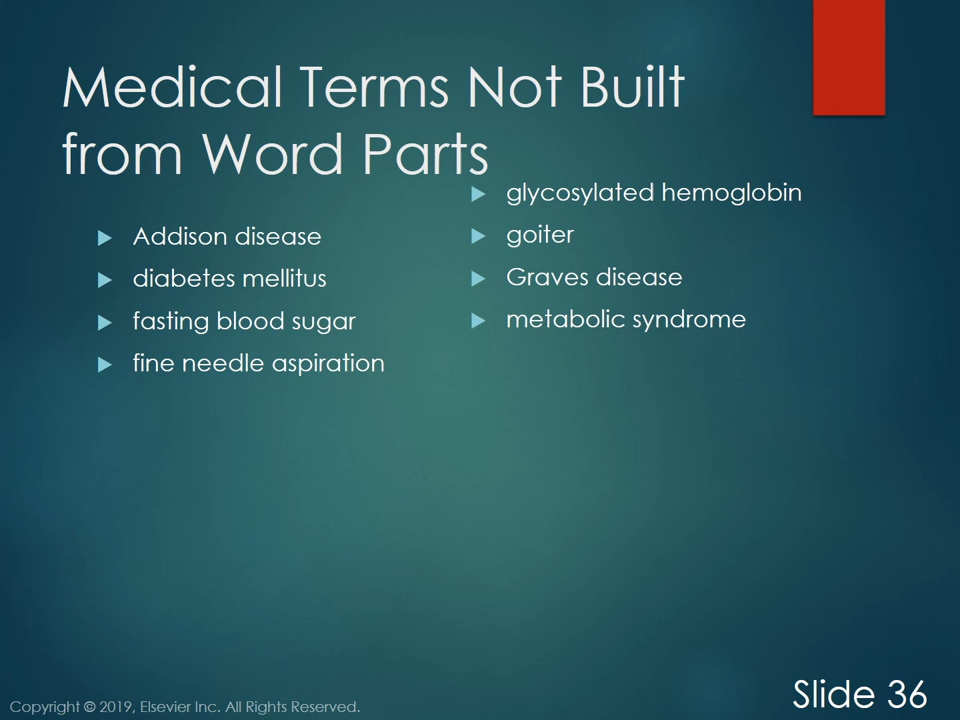 Medical Terms Not Built
from Word Parts
Addison disease
diabetes mellitus
fasting blood sugar
fine needle aspiration
glycosylated hemoglobin
goiter
Graves disease
metabolic syndrome
Copyright © 2019, Elsevier Inc. All Rights Reserved.
Slide 36